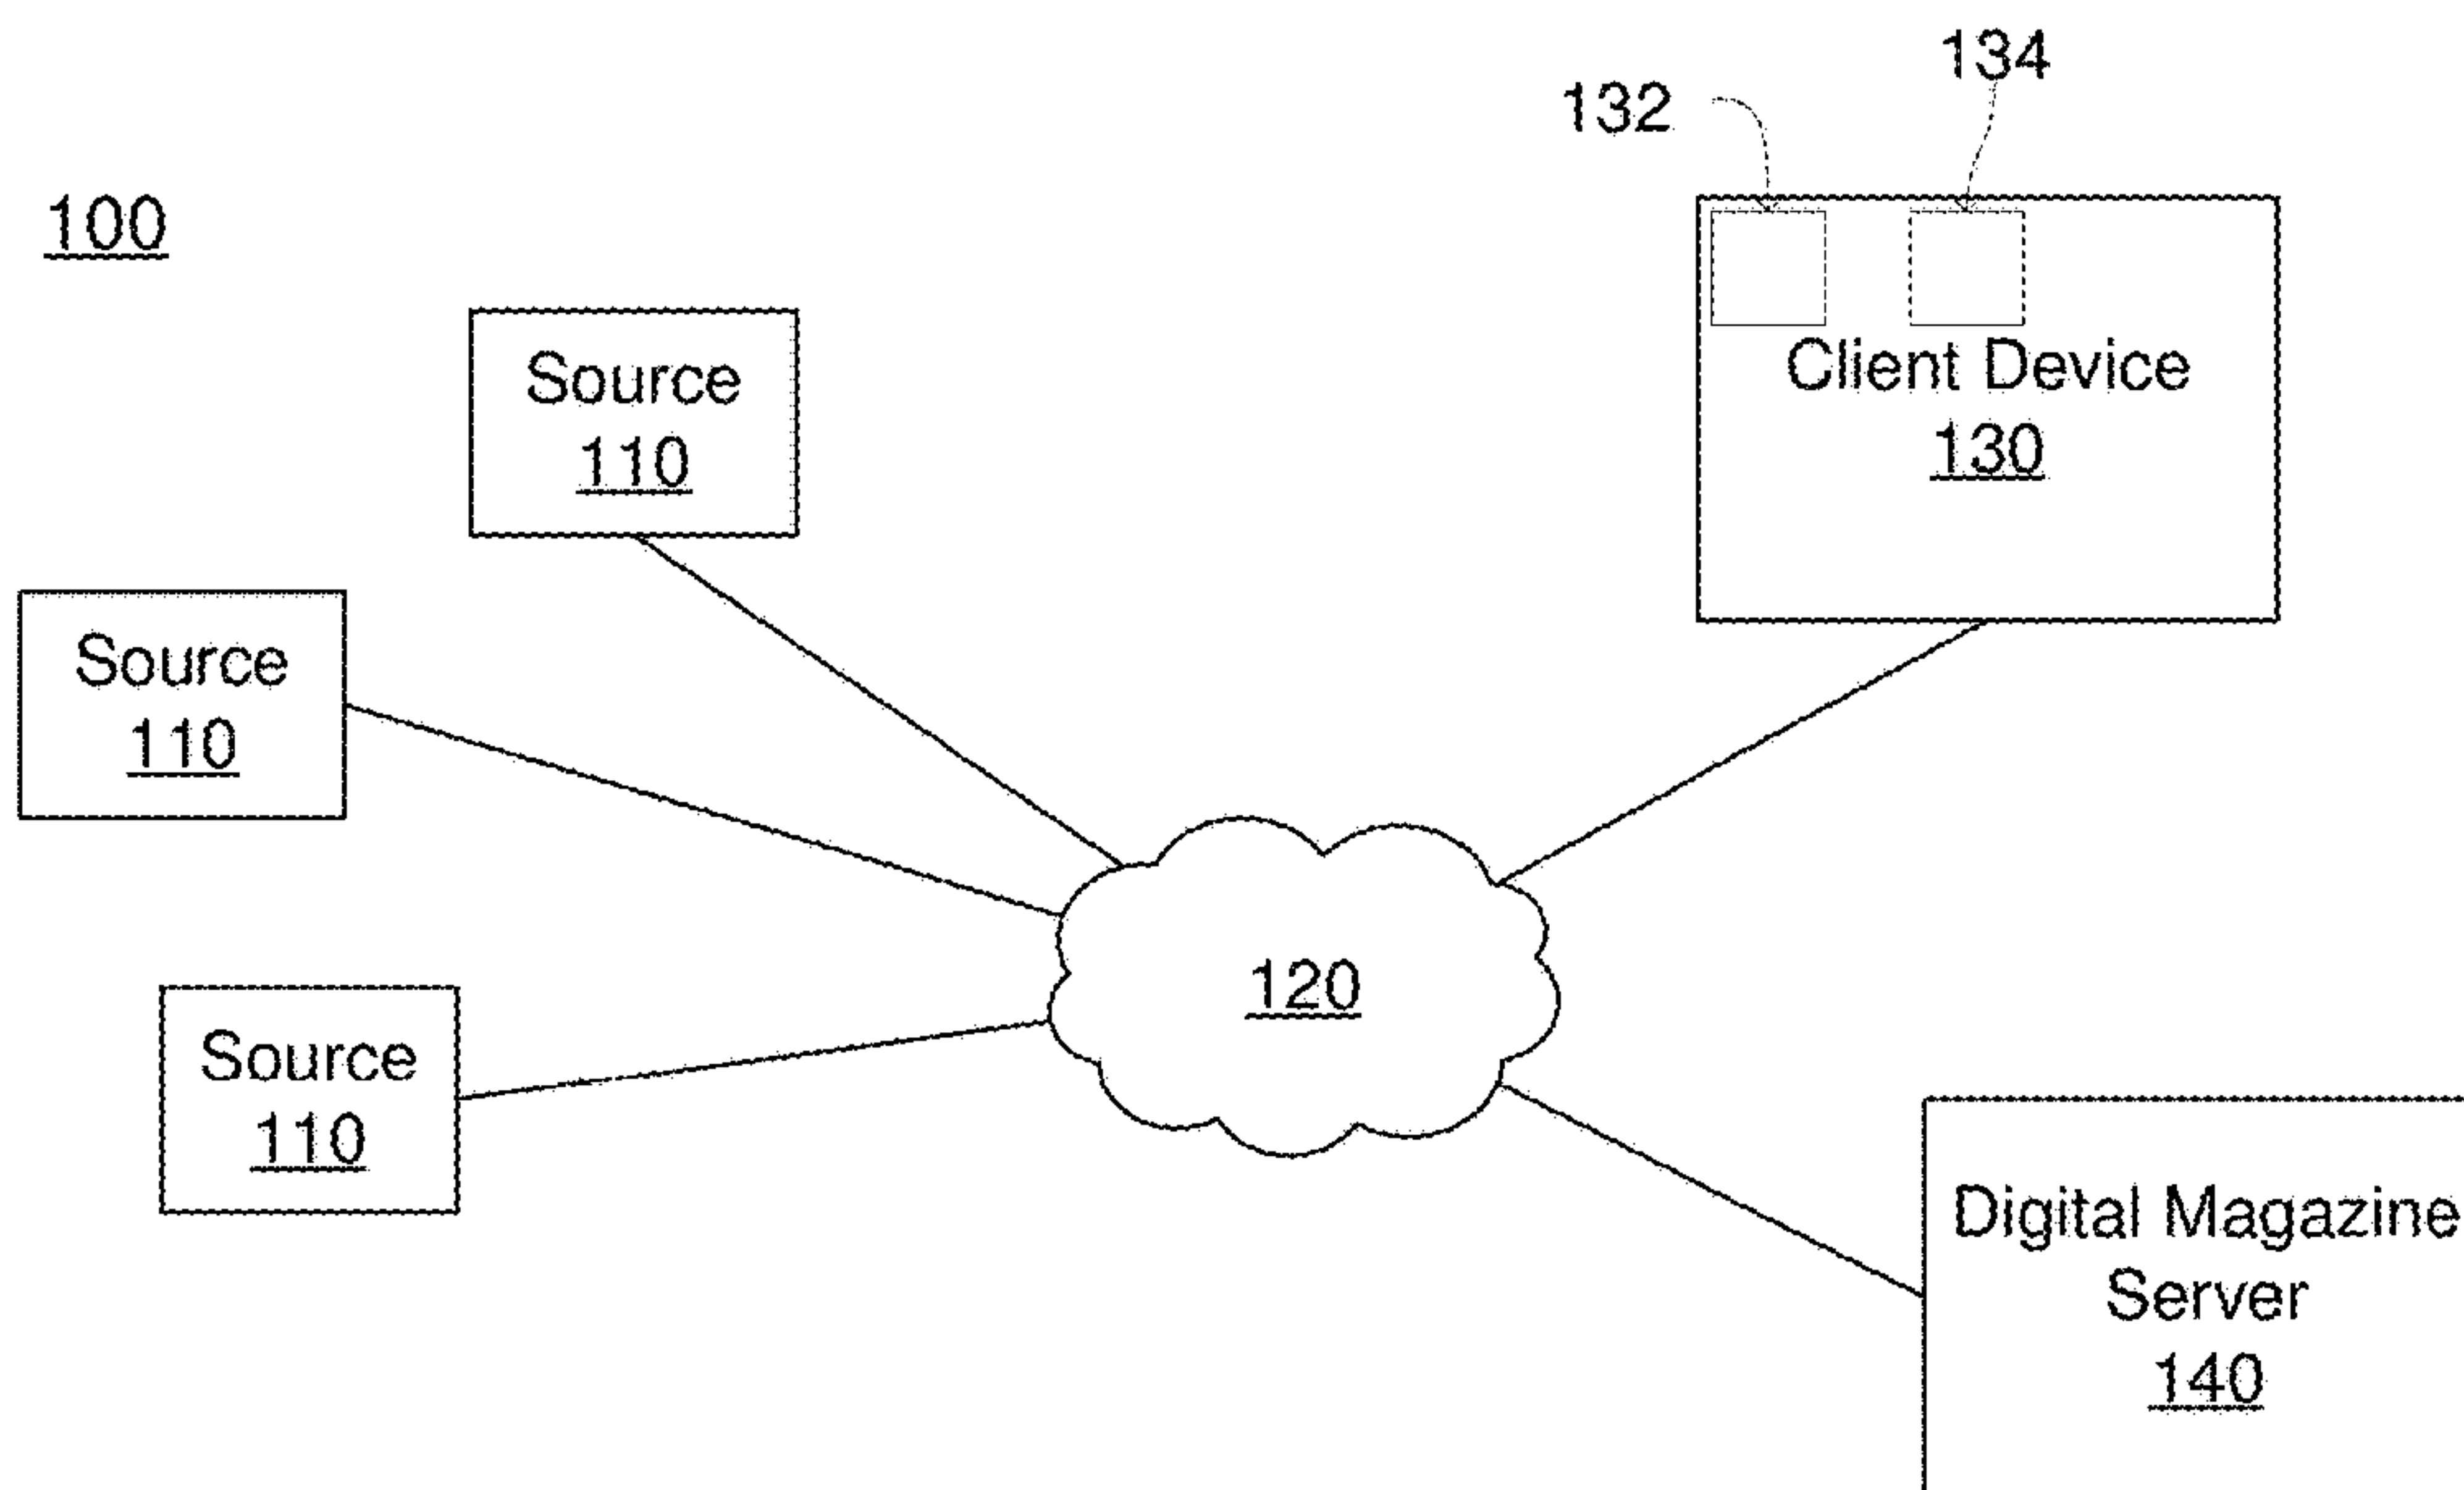 134
132
100
Source
110
Client Device
130
Source
110
120
Source
110
Digital Magazine
Server
140